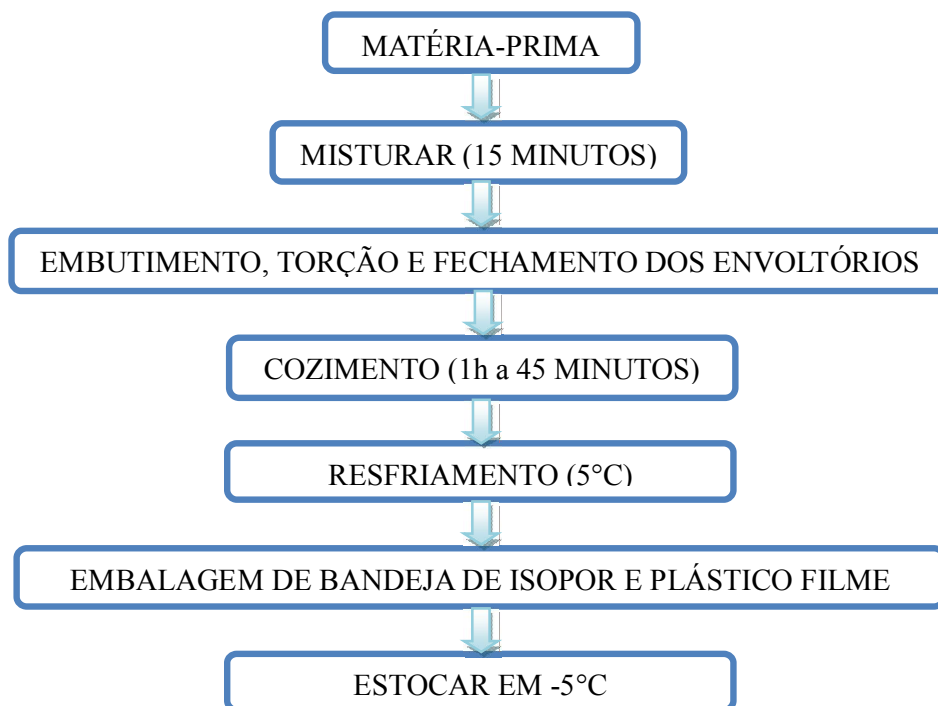 MATÉRIA-PRIMA
MISTURAR (15 MINUTOS)
EMBUTIMENTO, TORÇÃO E FECHAMENTO DOS ENVOLTÓRIOS
COZIMENTO (1h a 45 MINUTOS)
RESFRIAMENTO (5°C)
EMBALAGEM DE BANDEJA DE ISOPOR E PLÁSTICO FILME
ESTOCAR EM -5°C